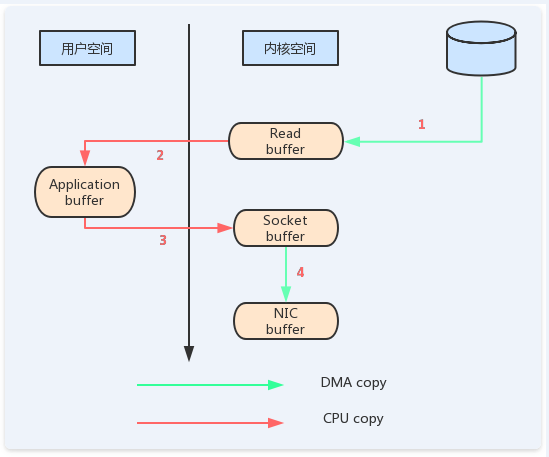 用户空间
内核空间
1
Read
buffer
2
Application
buffer
Socket
buffer
3
4
NIC
buffer
DMA copy
CPU copy